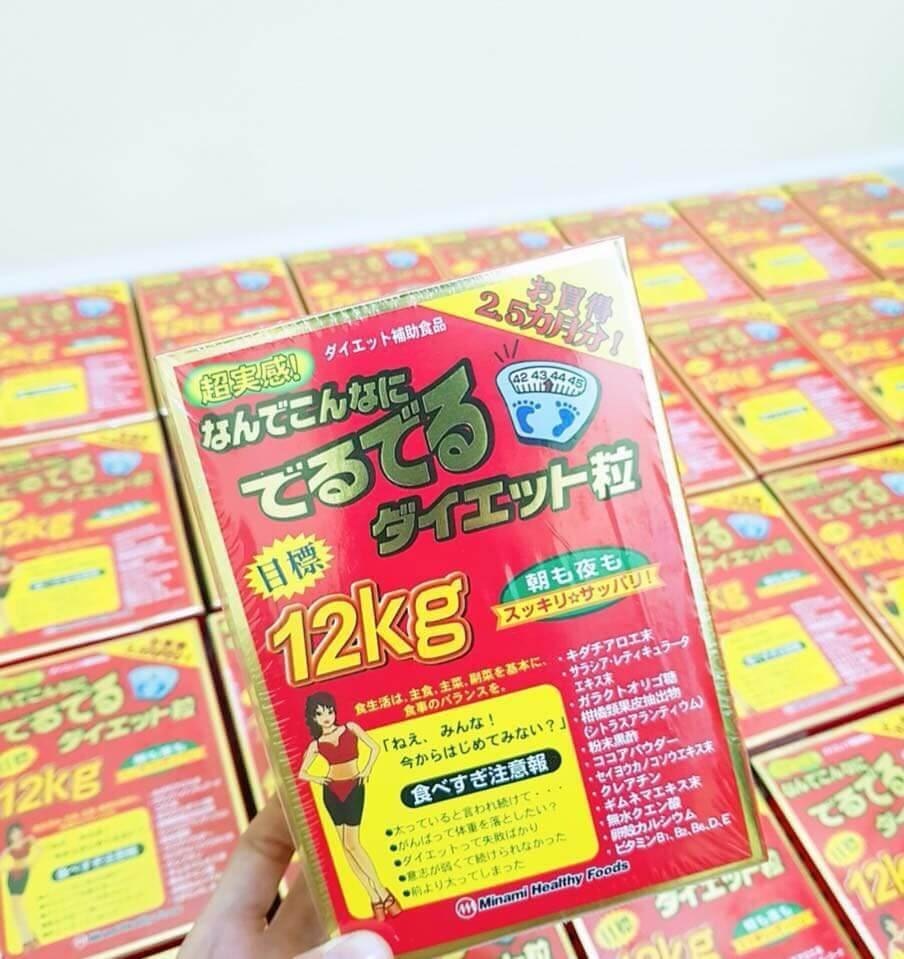 お買得
2.5カ月分!
ダイエット補助食品
超実感!
なんでこんなに
でるでる
ダイエット粒
42 43 44 45
目標
12kg
朝も夜も
スッキリ☆サッパリ!
食生活は、主食、主菜、副菜を基本に、
食事のバランスを。
「ねえ、みんな!
今からはじめてみない?」
食べすぎ注意報
●太っていると言われ続けて・・・
●がんばって体重を落としたい?
●ダイエットって失敗ばかり
●意志が弱くて続けられなかった
●前より太ってしまった
・キダチアロエ末
・サラシア・レティキュラータ
エキス末
・ガラクトオリゴ糖
・柑橘類果皮抽出物
(シトラスアランティウム)
・粉末黒酢
・ココアパウダー
・セイヨウカノコソウエキス末
・クレアチン
・ギムネマエキス末
・無水クエン酸
・卵殻カルシウム
・ビタミンB1、B2、B6、D、E
Minami Healthy Foods